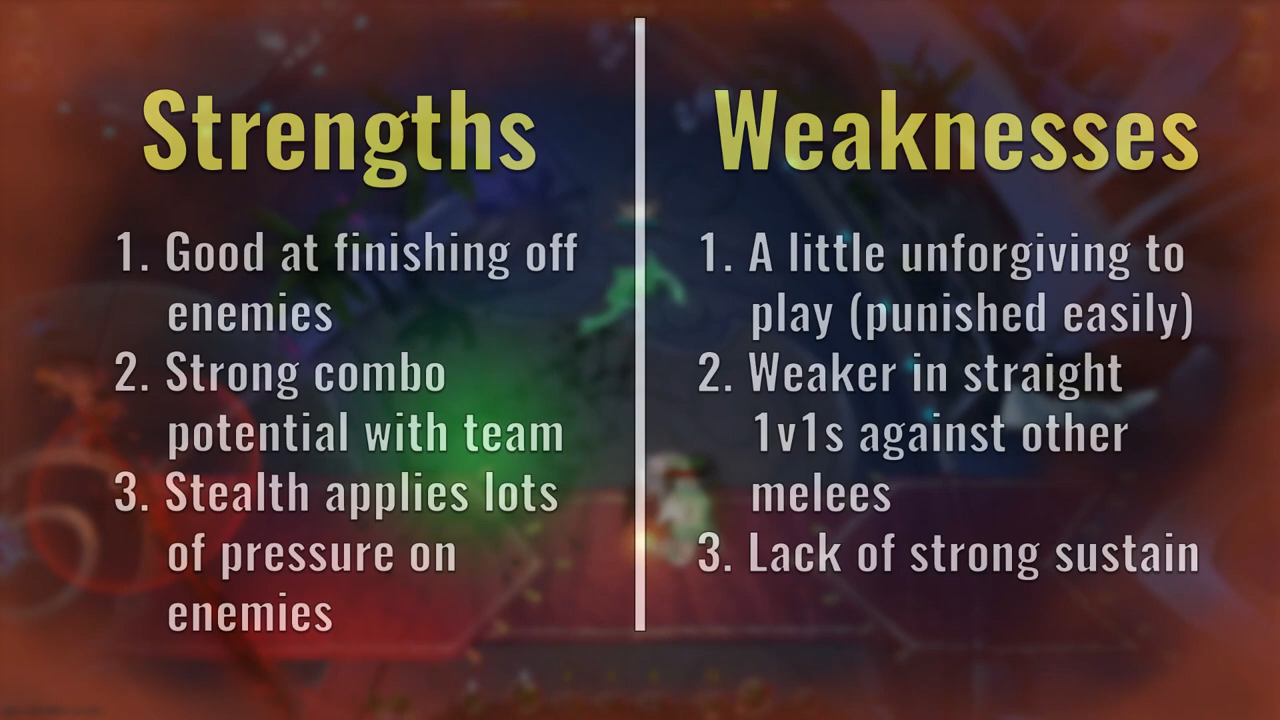 Strengths
1. Good at finishing off
enemies
2. Strong combo
potential with team
3. Stealth applies lots
of pressure on
enemies
Weaknesses
1. A little unforgiving to
play (punished easily)
2. Weaker in straight
1v1s against other
melees
3. Lack of strong sustain